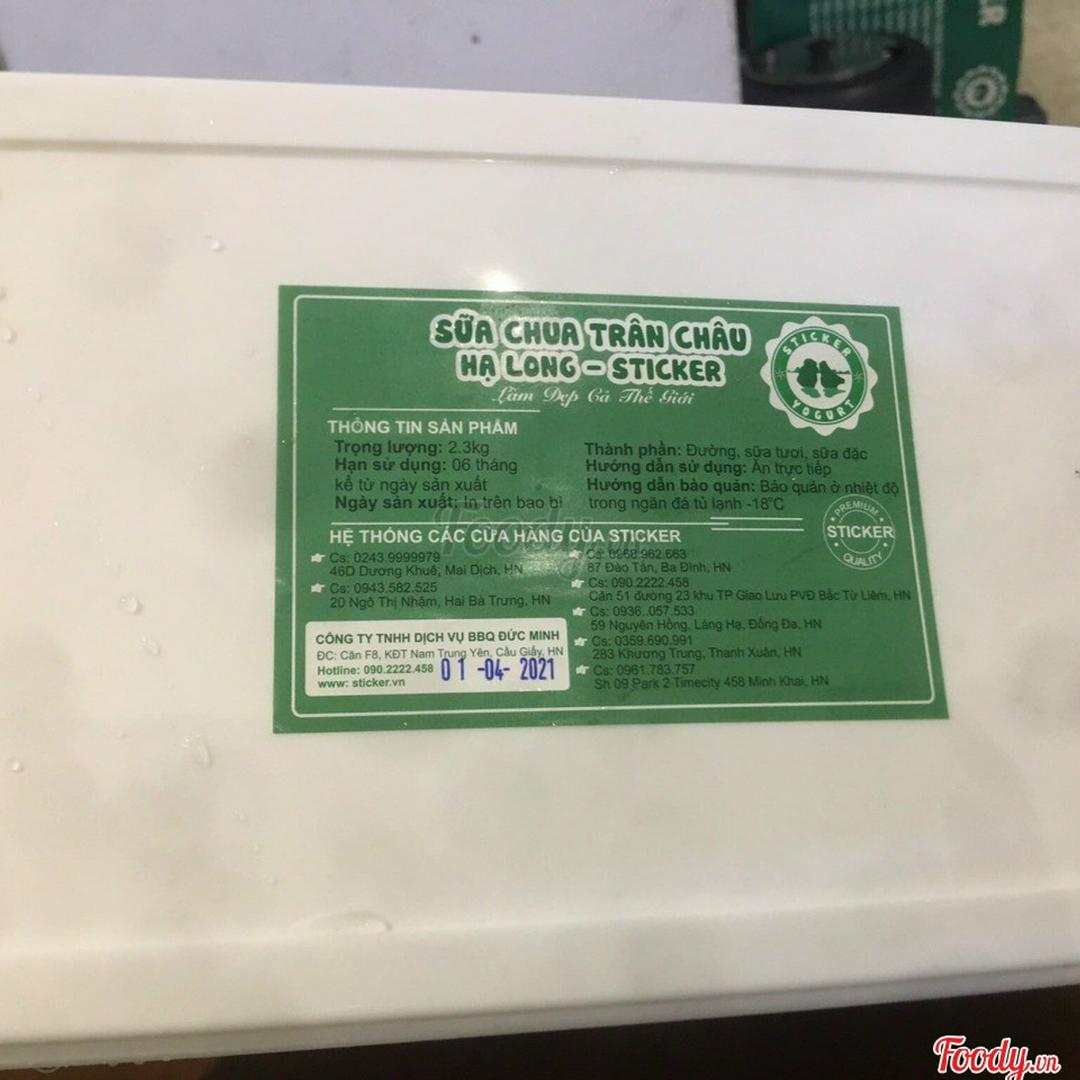 SỮA CHUA TRÂN CHÂU
HẠ LONG - STICKER
Làm Đẹp Cả Thế Giới
STICKER
YOGURT
THÔNG TIN SẢN PHẨM
Trọng lượng: 2.3kg
Hạn sử dụng: 06 tháng
kể từ ngày sản xuất
Ngày sản xuất: In trên bao bì
Thành phần: Đường, sữa tươi, sữa đặc
Hướng dẫn sử dụng: Ăn trực tiếp
Hướng dẫn bảo quản: Bảo quản ở nhiệt độ
trong ngăn đá tủ lạnh -18°C
PREMIUM
STICKER
QUALITY
Foody.vn
HỆ THỐNG CÁC CỬA HÀNG CỦA STICKER
Cs: 0243.9999979
46D Dương Khuê, Mai Dịch, HN
Cs: 0943.582.525
20 Ngô Thị Nhậm, Hai Bà Trưng, HN
Cs: 0968.962.663
87 Đào Tấn, Ba Đình, HN
Cs: 090.2222.458
Căn 51 đường 23 khu TP Giao Lưu PVĐ Bắc Từ Liêm, HN
Cs: 0936..057.533
59 Nguyên Hồng, Láng Hạ, Đống Đa, HN
Cs: 0359.690.991
283 Khương Trung, Thanh Xuân, HN
Cs: 0961.783.757
Sh 09 Park 2 Timecity 458 Minh Khai, HN
CÔNG TY TNHH DỊCH VỤ BBQ ĐỨC MINH
ĐC: Căn F8, KĐT Nam Trung Yên, Cầu Giấy, HN
Hotline: 090.2222.458
www: sticker.vn
01 -04- 2021
Foody.vn